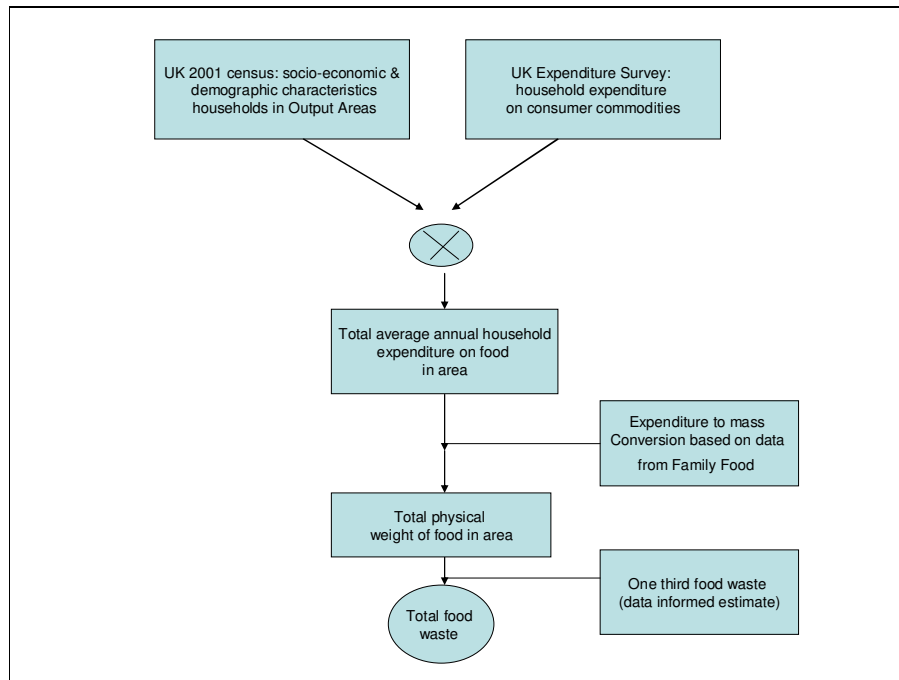 UK 2001 census: socio-economic &
demographic characteristics
households in Output Areas
UK Expenditure Survey:
household expenditure
on consumer commodities
Total average annual household
expenditure on food
in area
Expenditure to mass
Conversion based on data
from Family Food
Total physical
weight of food in area
One third food waste
(data informed estimate)
Total food
waste